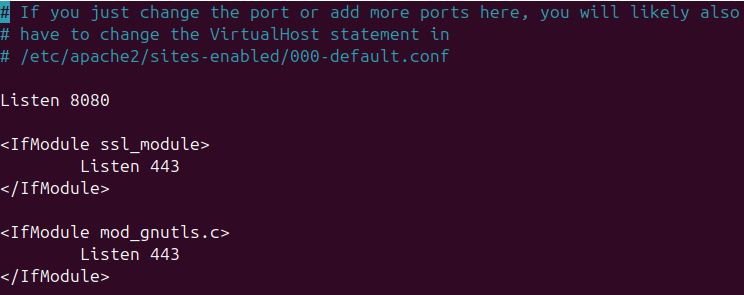 # If you just change the port or add more ports here, you will likely also
# have to change the VirtualHost statement in
# /etc/apache2/sites-enabled/000-default.conf
Listen 8080
<IfModule ssl_module>
Listen 443
</IfModule>
<IfModule mod_gnutls.c>
Listen 443
</IfModule>